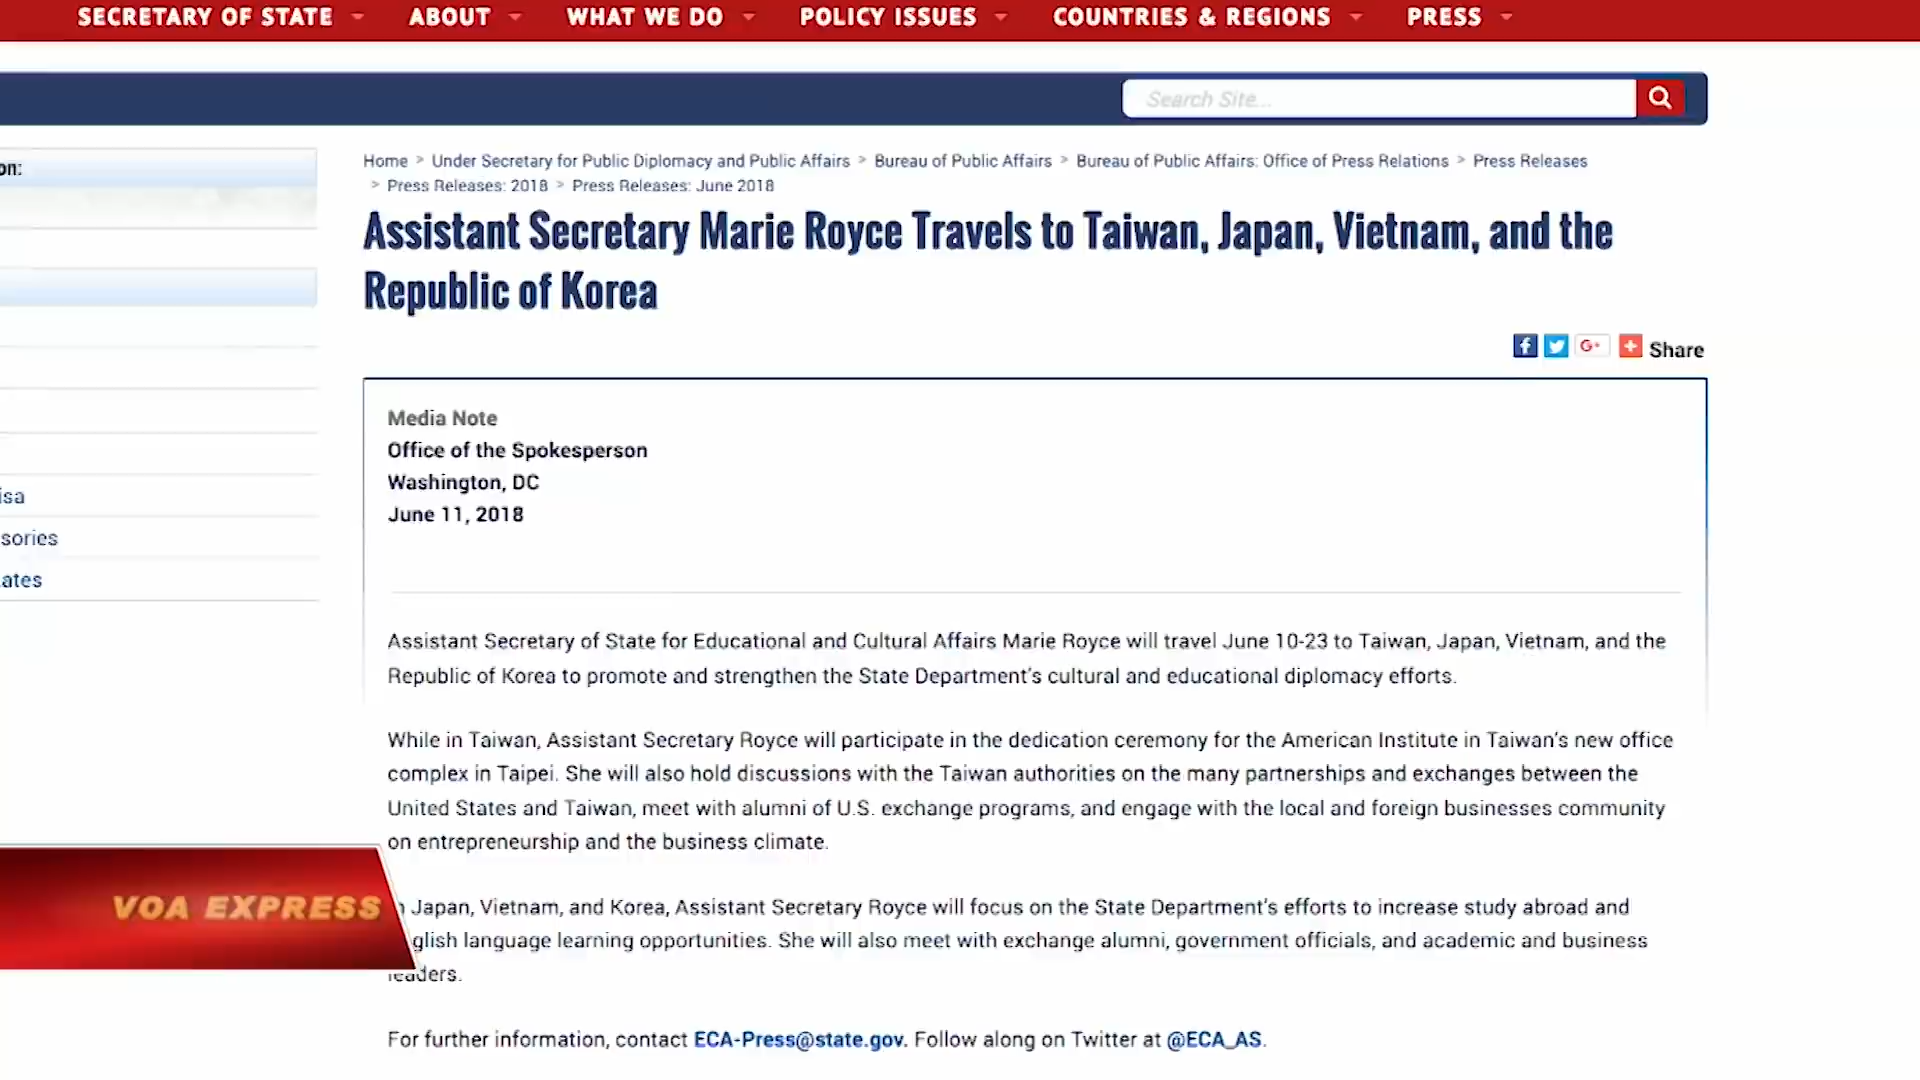 SECRETARY OF STATE ABOUT WHAT WE DO POLICY ISSUES COUNTRIES & REGIONS PRESS
Search Site...
on:
Home > Under Secretary for Public Diplomacy and Public Affairs > Bureau of Public Affairs > Bureau of Public Affairs: Office of Press Relations > Press Releases
> Press Releases: 2018 > Press Releases: June 2018
Assistant Secretary Marie Royce Travels to Taiwan, Japan, Vietnam, and the
Republic of Korea
Share
Media Note
Office of the Spokesperson
Washington, DC
June 11, 2018
isa
sories
ates
Assistant Secretary of State for Educational and Cultural Affairs Marie Royce will travel June 10-23 to Taiwan, Japan, Vietnam, and the
Republic of Korea to promote and strengthen the State Department's cultural and educational diplomacy efforts.
While in Taiwan, Assistant Secretary Royce will participate in the dedication ceremony for the American Institute in Taiwan's new office
complex in Taipei. She will also hold discussions with the Taiwan authorities on the many partnerships and exchanges between the
United States and Taiwan, meet with alumni of U.S. exchange programs, and engage with the local and foreign businesses community
on entrepreneurship and the business climate.
VOA EXPRESS
Japan, Vietnam, and Korea, Assistant Secretary Royce will focus on the State Department's efforts to increase study abroad and
glish language learning opportunities. She will also meet with exchange alumni, government officials, and academic and business
leaders.
For further information, contact ECA-Press@state.gov. Follow along on Twitter at @ECA_AS.